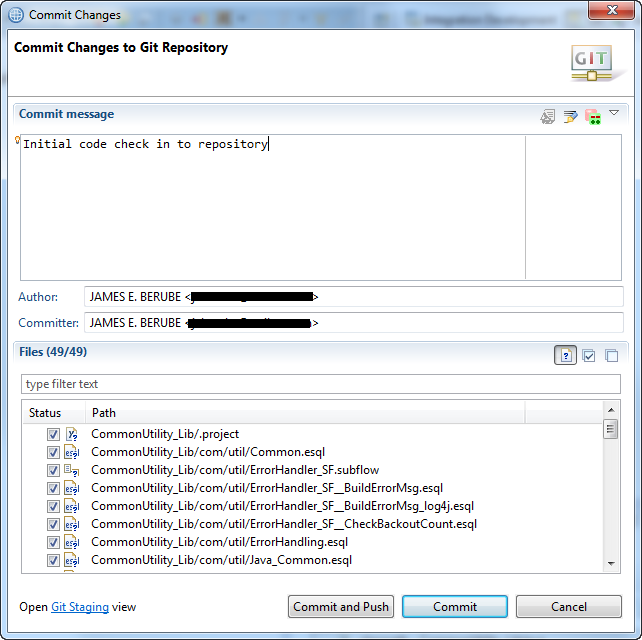 Commit Changes
Commit Changes to Git Repository
GIT
Commit message
Initial code check in to repository
Author: JAMES E. BERUBE < >
Committer: JAMES E. BERUBE < >
Files (49/49)
type filter text
Status Path
CommonUtility_Lib/.project
CommonUtility_Lib/com/util/Common.esql
CommonUtility_Lib/com/util/ErrorHandler_SF.subflow
CommonUtility_Lib/com/util/ErrorHandler_SF__BuildErrorMsg.esql
CommonUtility_Lib/com/util/ErrorHandler_SF__BuildErrorMsg_log4j.esql
CommonUtility_Lib/com/util/ErrorHandler_SF__CheckBackoutCount.esql
CommonUtility_Lib/com/util/ErrorHandling.esql
CommonUtility_Lib/com/util/Java_Common.esql
Open Git Staging view
Commit and Push
Commit
Cancel